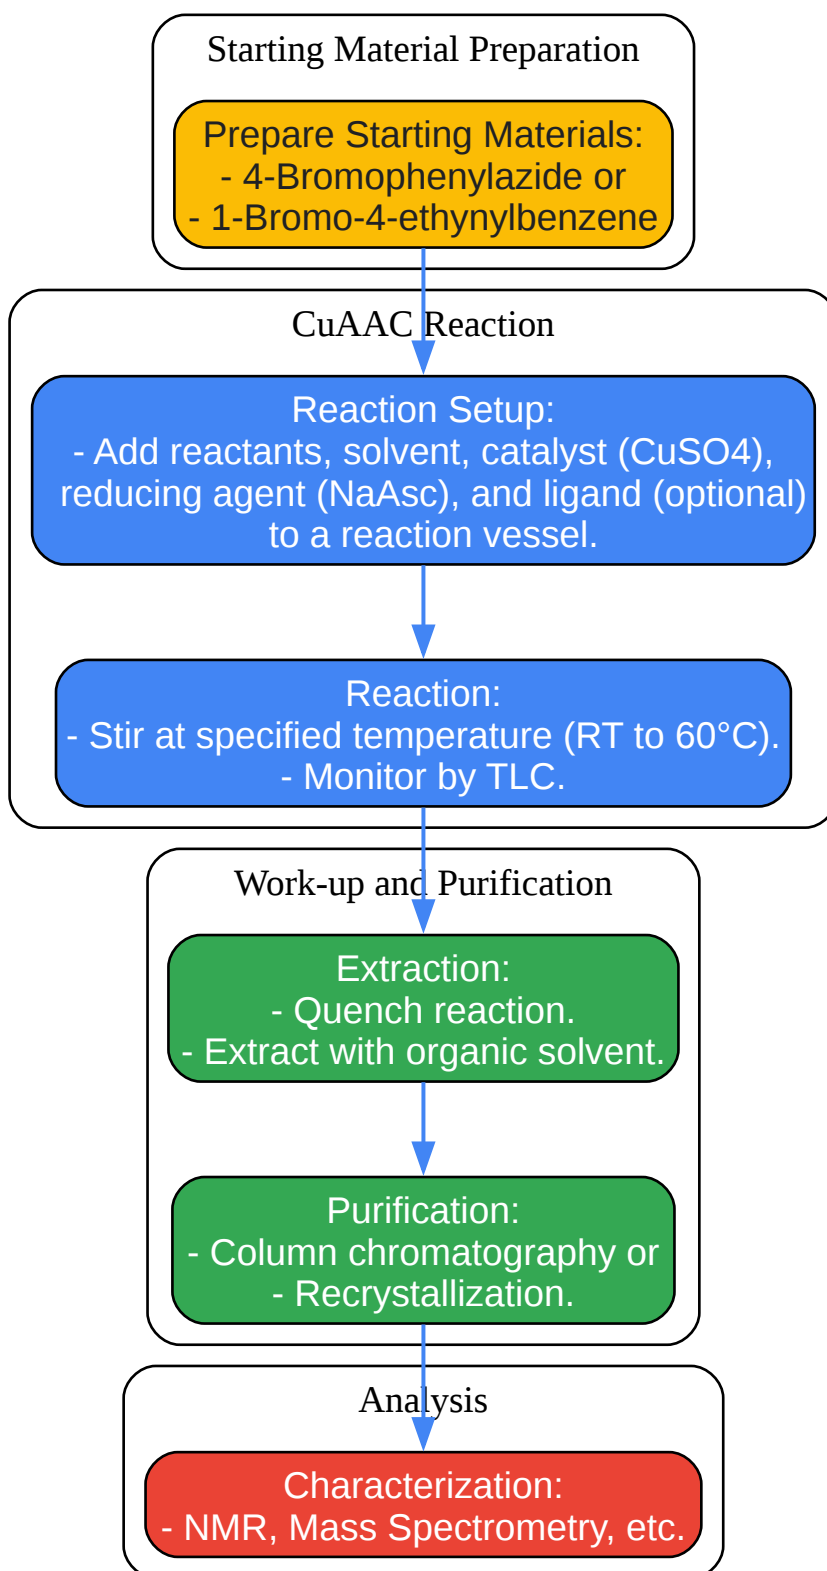 Starting Material Preparation
Prepare Starting Materials:
- 4-Bromophenylazide or
- 1-Bromo-4-ethynylbenzene
CuAAC Reaction
Reaction Setup:
- Add reactants, solvent, catalyst (CuSO4),
reducing agent (NaAsc), and ligand (optional)
to a reaction vessel.
Reaction:
- Stir at specified temperature (RT to 60°C).
- Monitor by TLC.
Work-up and Purification
Extraction:
- Quench reaction.
- Extract with organic solvent.
Purification:
- Column chromatography or
- Recrystallization.
Analysis
Characterization:
- NMR, Mass Spectrometry, etc.